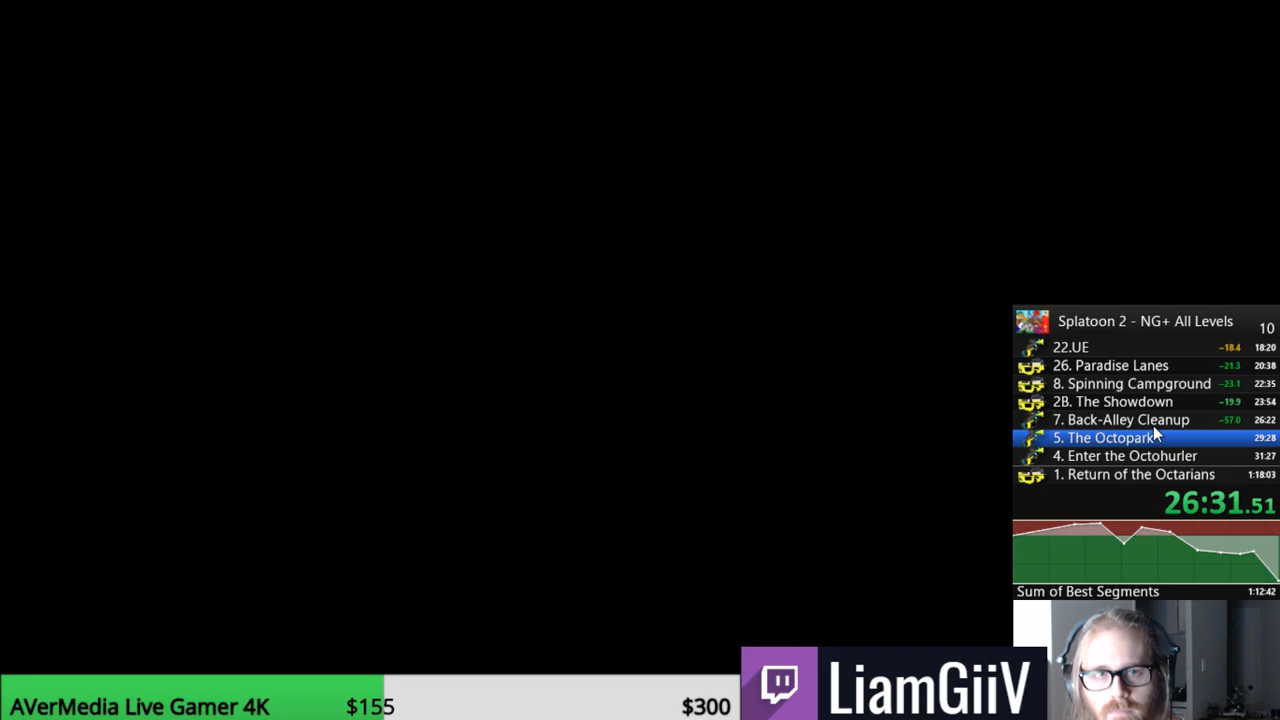 Splatoon 2 - NG+ All Levels
10
22.UE -18.4 18:20
26. Paradise Lanes -21.3 20:38
8. Spinning Campground -23.1 22:35
2B. The Showdown -19.9 23:54
7. Back-Alley Cleanup -57.0 26:22
5. The Octopark 29:28
4. Enter the Octohurler 31:27
1. Return of the Octarians 1:18:03
26:31.51
Sum of Best Segments 1:12:42
LiamGiiV
AVerMedia Live Gamer 4K $155 $300